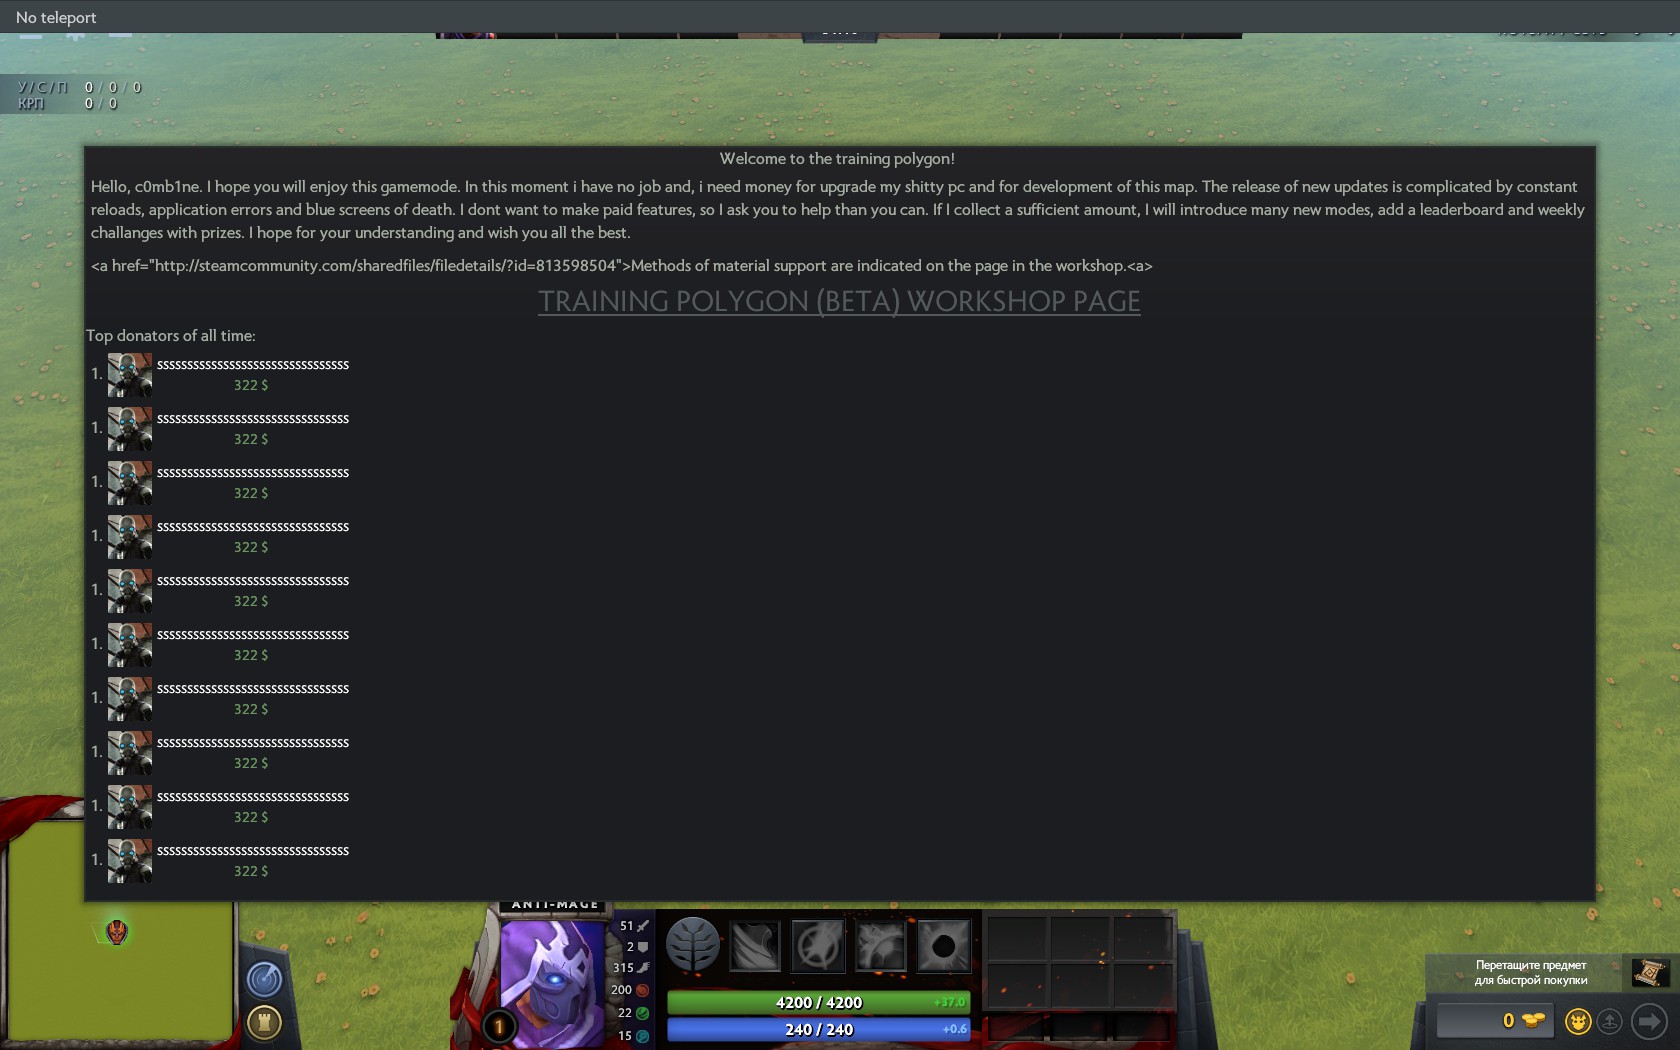 No teleport
У/С/П 0 / 0 / 0
КРП 0 / 0
Welcome to the training polygon!
Hello, c0mb1ne. I hope you will enjoy this gamemode. In this moment i have no job and, i need money for upgrade my shitty pc and for development of this map. The release of new updates is complicated by constant
reloads, application errors and blue screens of death. I dont want to make paid features, so I ask you to help than you can. If I collect a sufficient amount, I will introduce many new modes, add a leaderboard and weekly
challanges with prizes. I hope for your understanding and wish you all the best.
<a href="http://steamcommunity.com/sharedfiles/filedetails/?id=813598504">Methods of material support are indicated on the page in the workshop.<a>
TRAINING POLYGON (BETA) WORKSHOP PAGE
Top donators of all time:
1. ssssssssssssssssssssssssssssssss
322 $
1. ssssssssssssssssssssssssssssssss
322 $
1. ssssssssssssssssssssssssssssssss
322 $
1. ssssssssssssssssssssssssssssssss
322 $
1. ssssssssssssssssssssssssssssssss
322 $
1. ssssssssssssssssssssssssssssssss
322 $
1. ssssssssssssssssssssssssssssssss
322 $
1. ssssssssssssssssssssssssssssssss
322 $
1. ssssssssssssssssssssssssssssssss
322 $
1. ssssssssssssssssssssssssssssssss
322 $
ANTI-MAGE
51
2
315
200
22
15
1
4200 / 4200 +37.0
240 / 240 +0.6
Перетащите предмет
для быстрой покупки
0